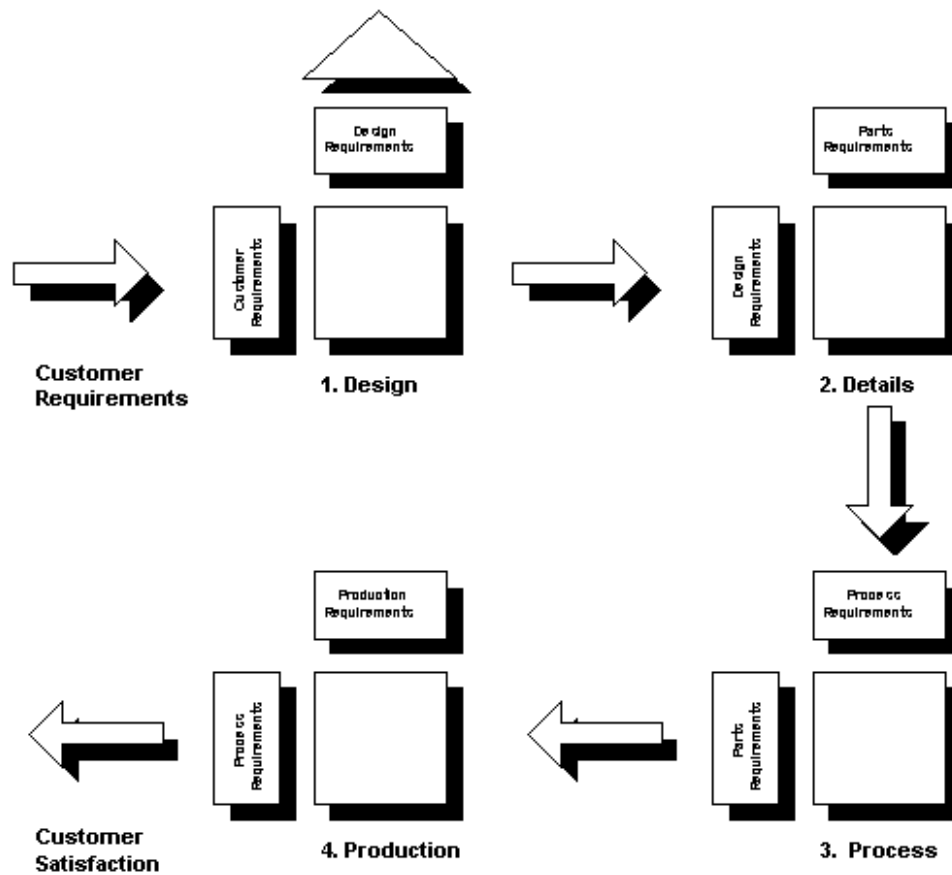 Design
Requirements
Parts
Requirements
Customer
Requirements
Design
Requirements
Customer
Requirements
1. Design
2. Details
Production
Requirements
Process
Requirements
Process
Requirements
Parts
Requirements
Customer
Satisfaction
4. Production
3. Process